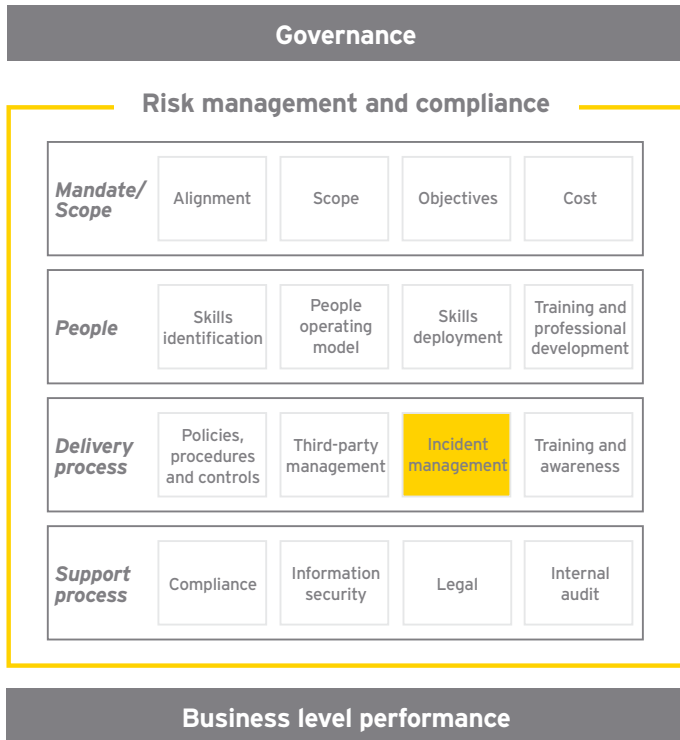 Governance
Risk management and compliance
Mandate/
Scope
Alignment
Scope
Objectives
Cost
People
Skills
identification
People
operating
model
Skills
deployment
Training and
professional
development
Delivery
process
Policies,
procedures
and controls
Third-party
management
Incident
management
Training and
awareness
Support
process
Compliance
Information
security
Legal
Internal
audit
Business level performance